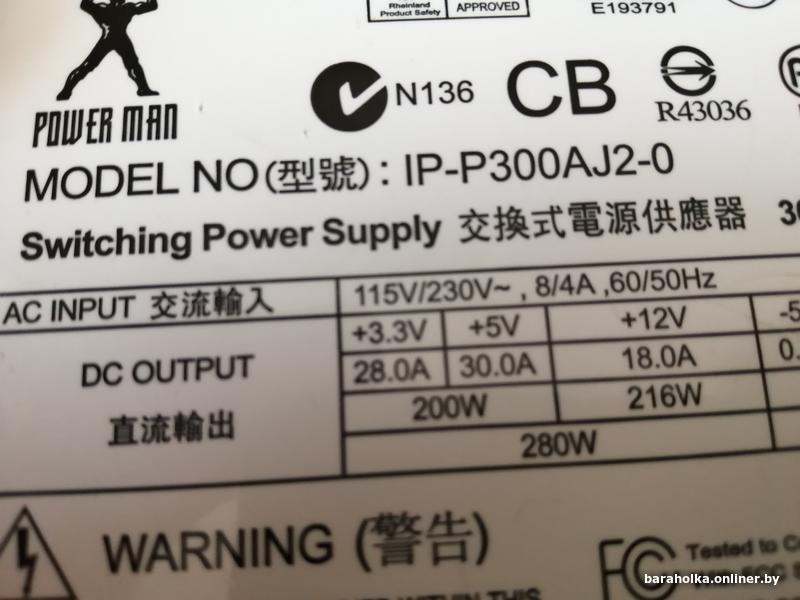 Rheinland
Product Safety
APPROVED
E193791
POWER MAN
N136
CB
R43036
MODEL NO(型號): IP-P300AJ2-0
Switching Power Supply 交換式電源供應器
AC INPUT 交流輸入 115V/230V~ , 8/4A ,60/50Hz
DC OUTPUT
直流輸出
+3.3V +5V +12V
28.0A 30.0A 18.0A
200W 216W
280W
WARNING (警告)
FC Tested to
baraholka.onliner.by